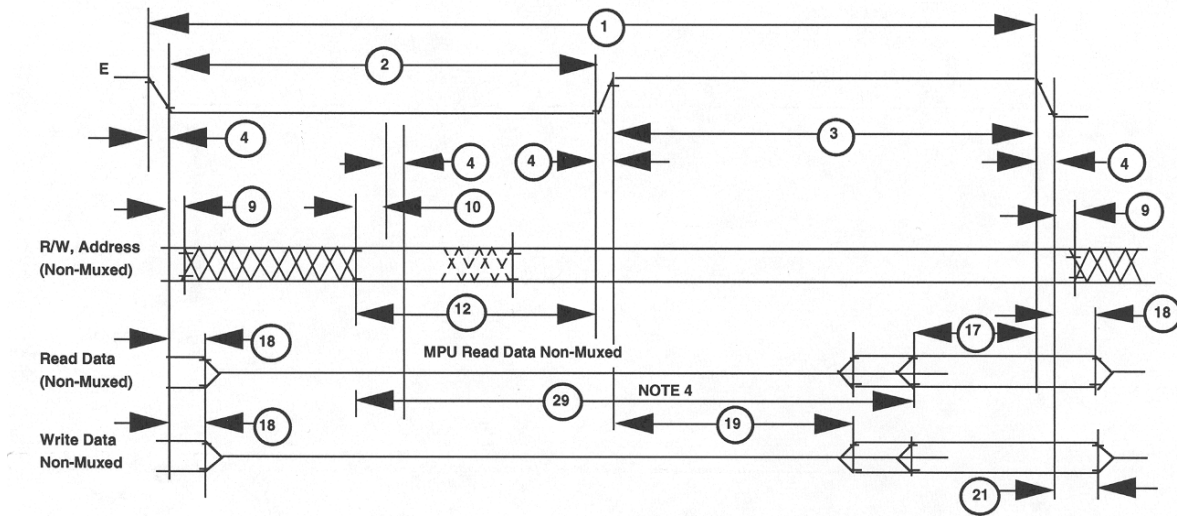 1
2
E
3
4
4
4
4
9
10
9
R/W, Address
(Non-Muxed)
12
18
17
18
MPU Read Data Non-Muxed
Read Data
(Non-Muxed)
NOTE 4
29
18
19
Write Data
Non-Muxed
21